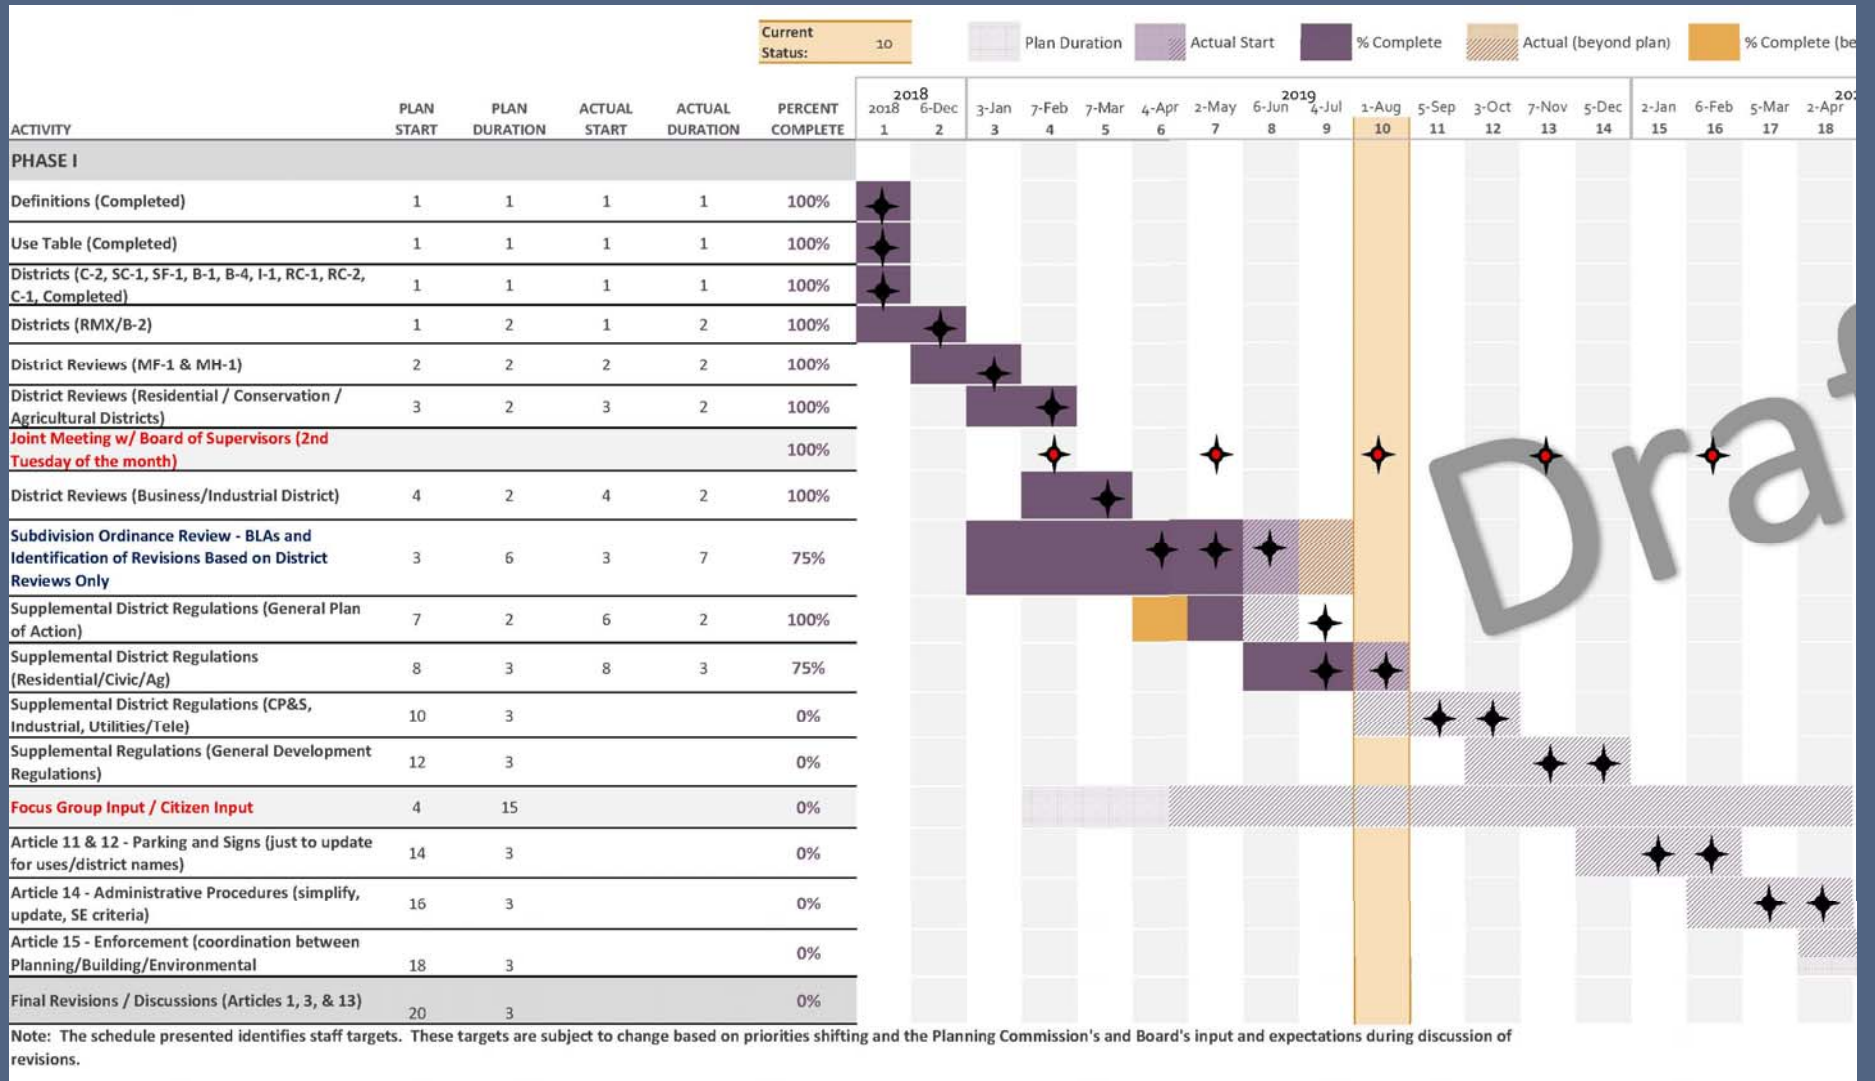 Current
Status: 10
Plan Duration Actual Start % Complete Actual (beyond plan) % Complete (be
2018 2019
PLAN PLAN ACTUAL ACTUAL PERCENT 2018 6-Dec 3-Jan 7-Feb 7-Mar 4-Apr 2-May 6-Jun 4-Jul 1-Aug 5-Sep 3-Oct 7-Nov 5-Dec 2-Jan 6-Feb 5-Mar 2-Apr
ACTIVITY START DURATION START DURATION COMPLETE 1 2 3 4 5 6 7 8 9 10 11 12 13 14 15 16 17 18
PHASE I
Definitions (Completed) 1 1 1 1 100%
Use Table (Completed) 1 1 1 1 100%
Districts (C-2, SC-1, SF-1, B-1, B-4, I-1, RC-1, RC-2,
C-1, Completed) 1 1 1 1 100%
Districts (RMX/B-2) 1 2 1 2 100%
District Reviews (MF-1 & MH-1) 2 2 2 2 100%
District Reviews (Residential / Conservation /
Agricultural Districts) 3 2 3 2 100%
Joint Meeting w/ Board of Supervisors (2nd
Tuesday of the month) 100%
District Reviews (Business/Industrial District) 4 2 4 2 100%
Subdivision Ordinance Review - BLAs and
Identification of Revisions Based on District 3 6 3 7 75%
Reviews Only
Supplemental District Regulations (General Plan
of Action) 7 2 6 2 100%
Supplemental District Regulations
(Residential/Civic/Ag) 8 3 8 3 75%
Supplemental District Regulations (CP&S,
Industrial, Utilities/Tele) 10 3 0%
Supplemental Regulations (General Development
Regulations) 12 3 0%
Focus Group Input / Citizen Input 4 15 0%
Article 11 & 12 - Parking and Signs (just to update
for uses/district names) 14 3 0%
Article 14 - Administrative Procedures (simplify,
update, SE criteria) 16 3 0%
Article 15 - Enforcement (coordination between
Planning/Building/Environmental 18 3 0%
Final Revisions / Discussions (Articles 1, 3, & 13) 20 3 0%
Note: The schedule presented identifies staff targets. These targets are subject to change based on priorities shifting and the Planning Commission's and Board's input and expectations during discussion of
revisions.